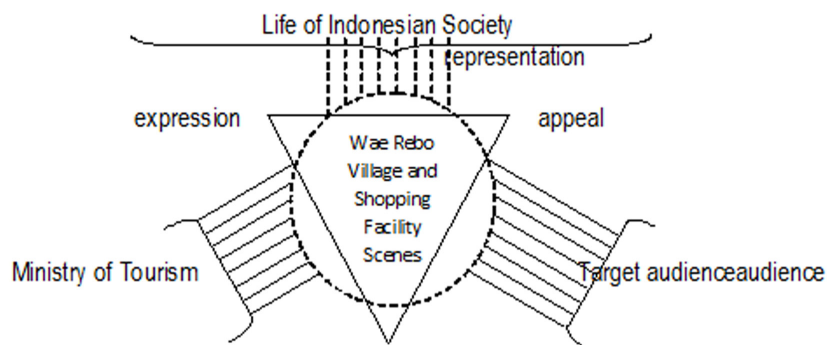 Life of Indonesian Society
representation
expression
appeal
Wae Rebo
Village and
Shopping
Facility
Scenes
Ministry of Tourism
Target audienceaudience